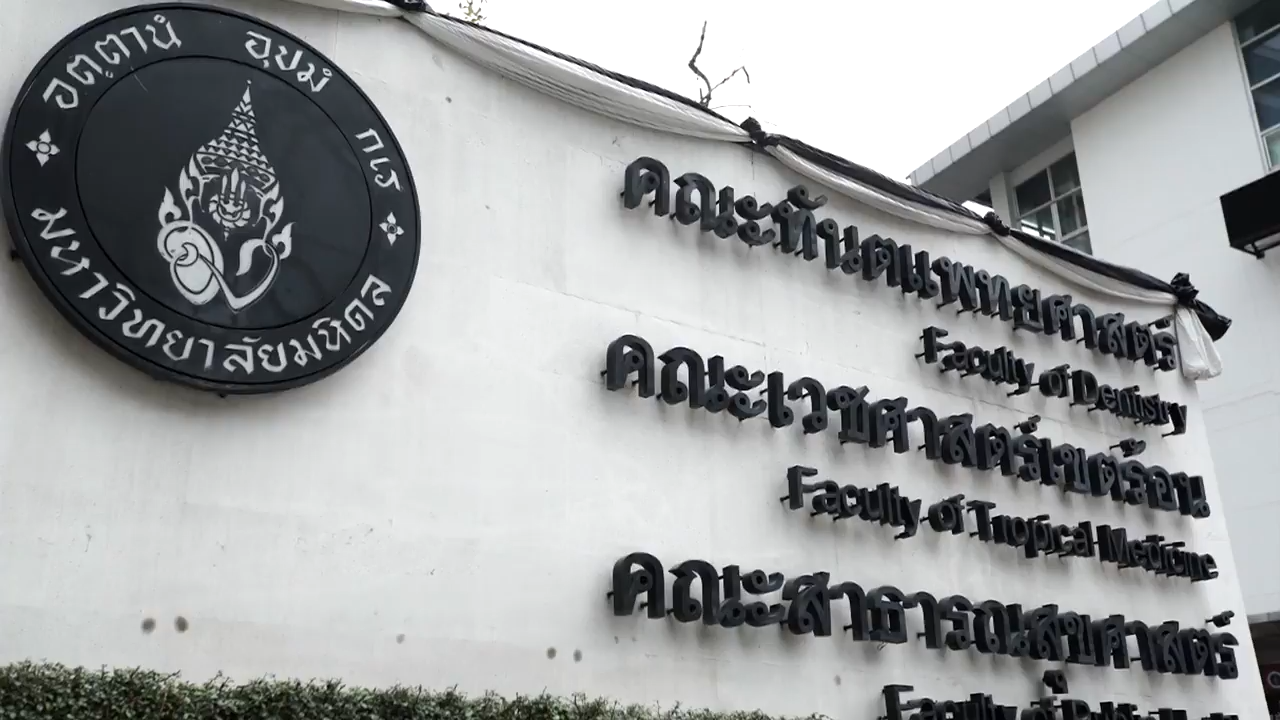 อตฺตานํ อุปมํ กเร
มหาวิทยาลัยมหิดล
คณะทันตแพทยศาสตร์
Faculty of Dentistry
คณะเวชศาสตร์เขตร้อน
Faculty of Tropical Medicine
คณะสาธารณสุขศาสตร์
Faculty of Public